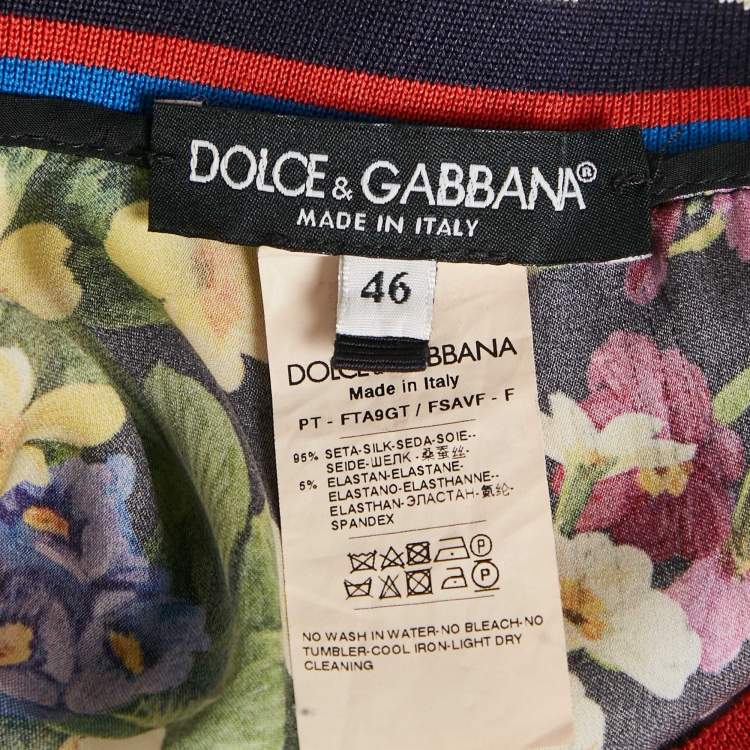 DOLCE & GABBANA®
MADE IN ITALY
46
DOLCE & GABBANA
Made in Italy
PT - FTA9GT / FSAVF - F
95% SETA-SILK-SEDA-SOIE--
SEIDE-ШЕЛК -桑蚕丝-
5% ELASTAN-ELASTANE-
ELASTANO-ELASTHANNE--
ELASTHAN-ЭЛАСТАН-氨纶-
SPANDEX
P
P
NO WASH IN WATER-NO BLEACH-NO
TUMBLER-COOL IRON-LIGHT DRY
CLEANING